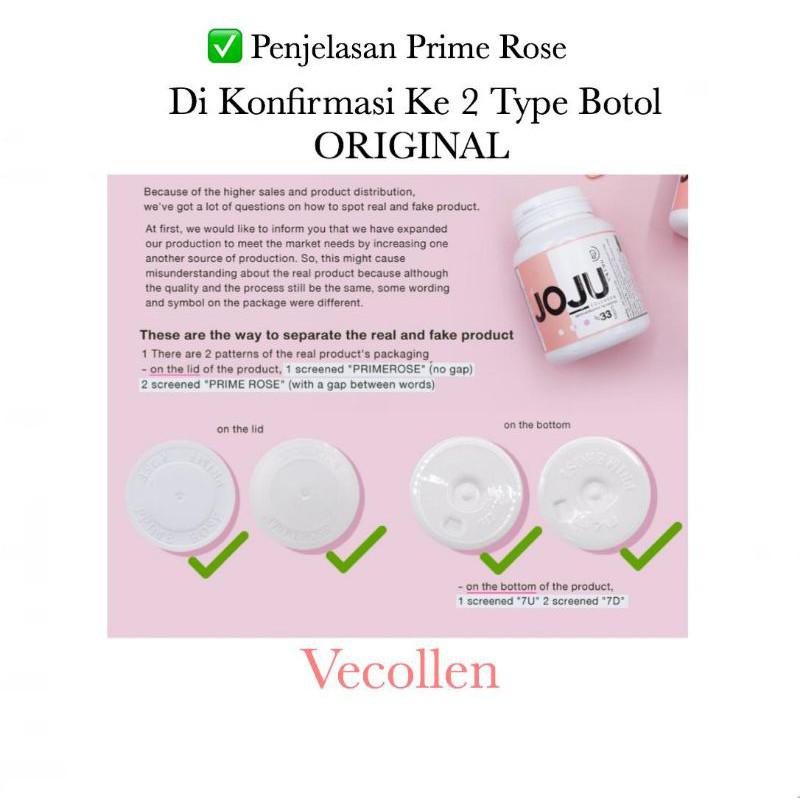 ✅ Penjelasan Prime Rose
Di Konfirmasi Ke 2 Type Botol
ORIGINAL
Because of the higher sales and product distribution,
we've got a lot of questions on how to spot real and fake product.
At first, we would like to inform you that we have expanded
our production to meet the market needs by increasing one
another source of production. So, this might cause
misunderstanding about the real product because although
the quality and the process still be the same, some wording
and symbol on the package were different.
JOJU
COLLAGEN
33
These are the way to separate the real and fake product
1 There are 2 patterns of the real product's packaging
- on the lid of the product, 1 screened "PRIMEROSE" (no gap)
2 screened "PRIME ROSE" (with a gap between words)
on the lid
on the bottom
PRIME ROSE
PRIME ROSE
PRIMEROSE
- on the bottom of the product,
1 screened "7U" 2 screened "7D"
Vecollen